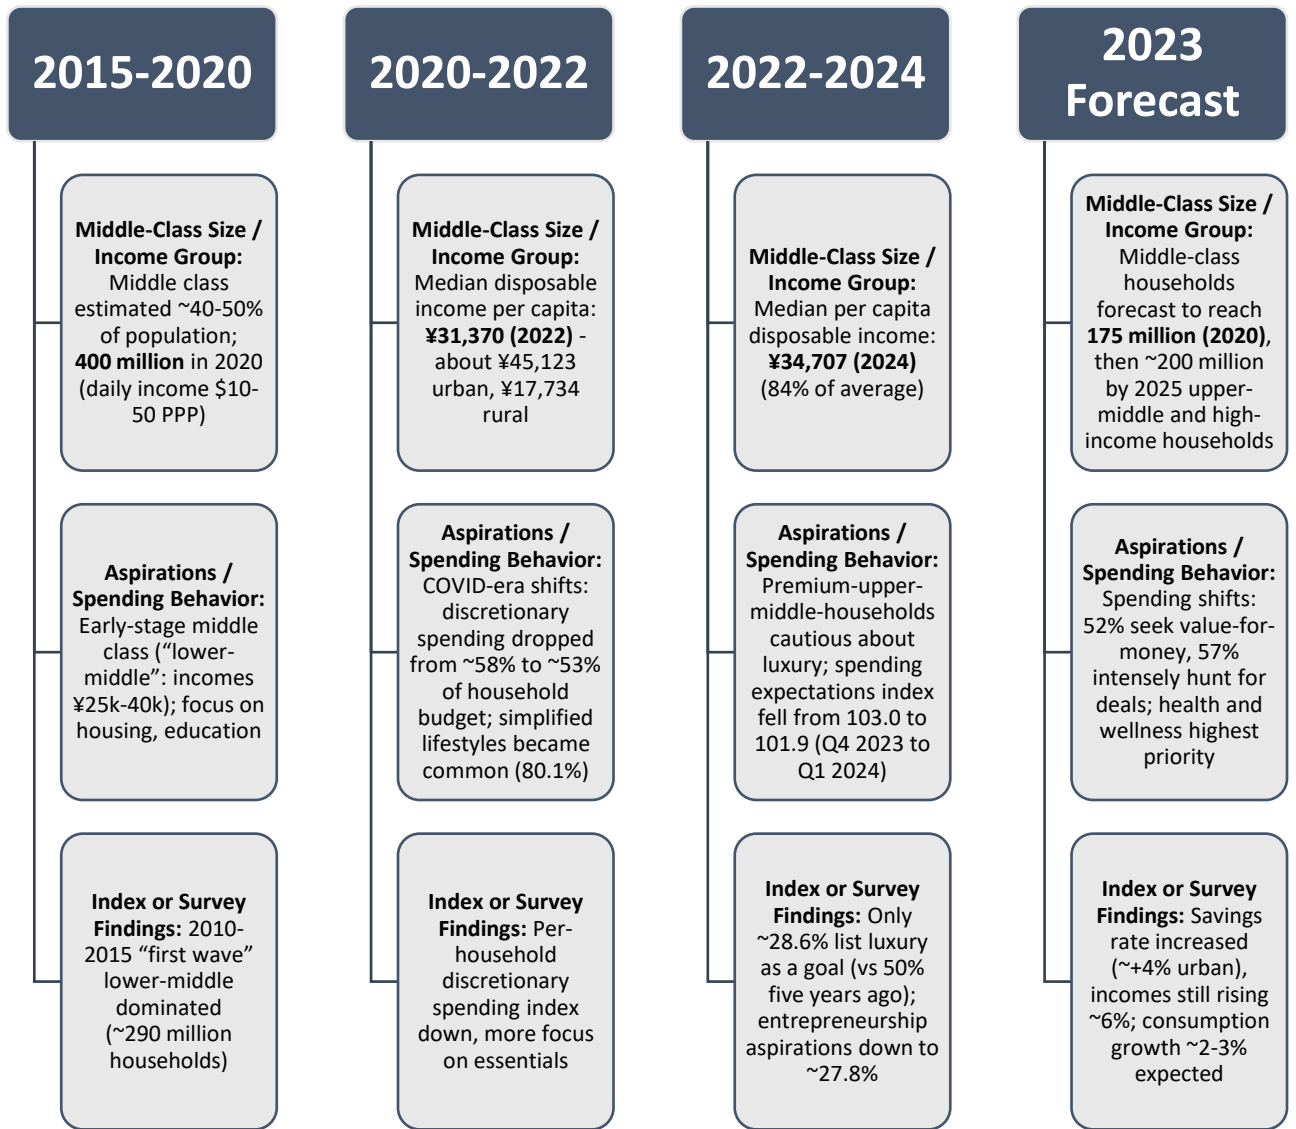 2015-2020
Middle-Class Size /
Income Group:
Middle class
estimated ~40-50%
of population;
400 million in 2020
(daily income $10-
50 PPP)
Aspirations /
Spending Behavior:
Early-stage middle
class (“lower-
middle”: incomes
¥25k-40k); focus on
housing, education
Index or Survey
Findings: 2010-
2015 “first wave”
lower-middle
dominated
(~290 million
households)
2020-2022
Middle-Class Size /
Income Group:
Median disposable
income per capita:
¥31,370 (2022) -
about ¥45,123
urban, ¥17,734
rural
Aspirations /
Spending Behavior:
COVID-era shifts:
discretionary
spending dropped
from ~58% to ~53%
of household
budget; simplified
lifestyles became
common (80.1%)
Index or Survey
Findings: Per-
household
discretionary
spending index
down, more focus
on essentials
2022-2024
Middle-Class Size /
Income Group:
Median per capita
disposable income:
¥34,707 (2024)
(84% of average)
Aspirations /
Spending Behavior:
Premium-upper-
middle-households
cautious about
luxury; spending
expectations index
fell from 103.0 to
101.9 (Q4 2023 to
Q1 2024)
Index or Survey
Findings: Only
~28.6% list luxury
as a goal (vs 50%
five years ago);
entrepreneurship
aspirations down to
~27.8%
2023
Forecast
Middle-Class Size /
Income Group:
Middle-class
households
forecast to reach
175 million (2020),
then ~200 million
by 2025 upper-
middle and high-
income households
Aspirations /
Spending Behavior:
Spending shifts:
52% seek value-for-
money, 57%
intensely hunt for
deals; health and
wellness highest
priority
Index or Survey
Findings: Savings
rate increased
(~+4% urban),
incomes still rising
~6%; consumption
growth ~2-3%
expected